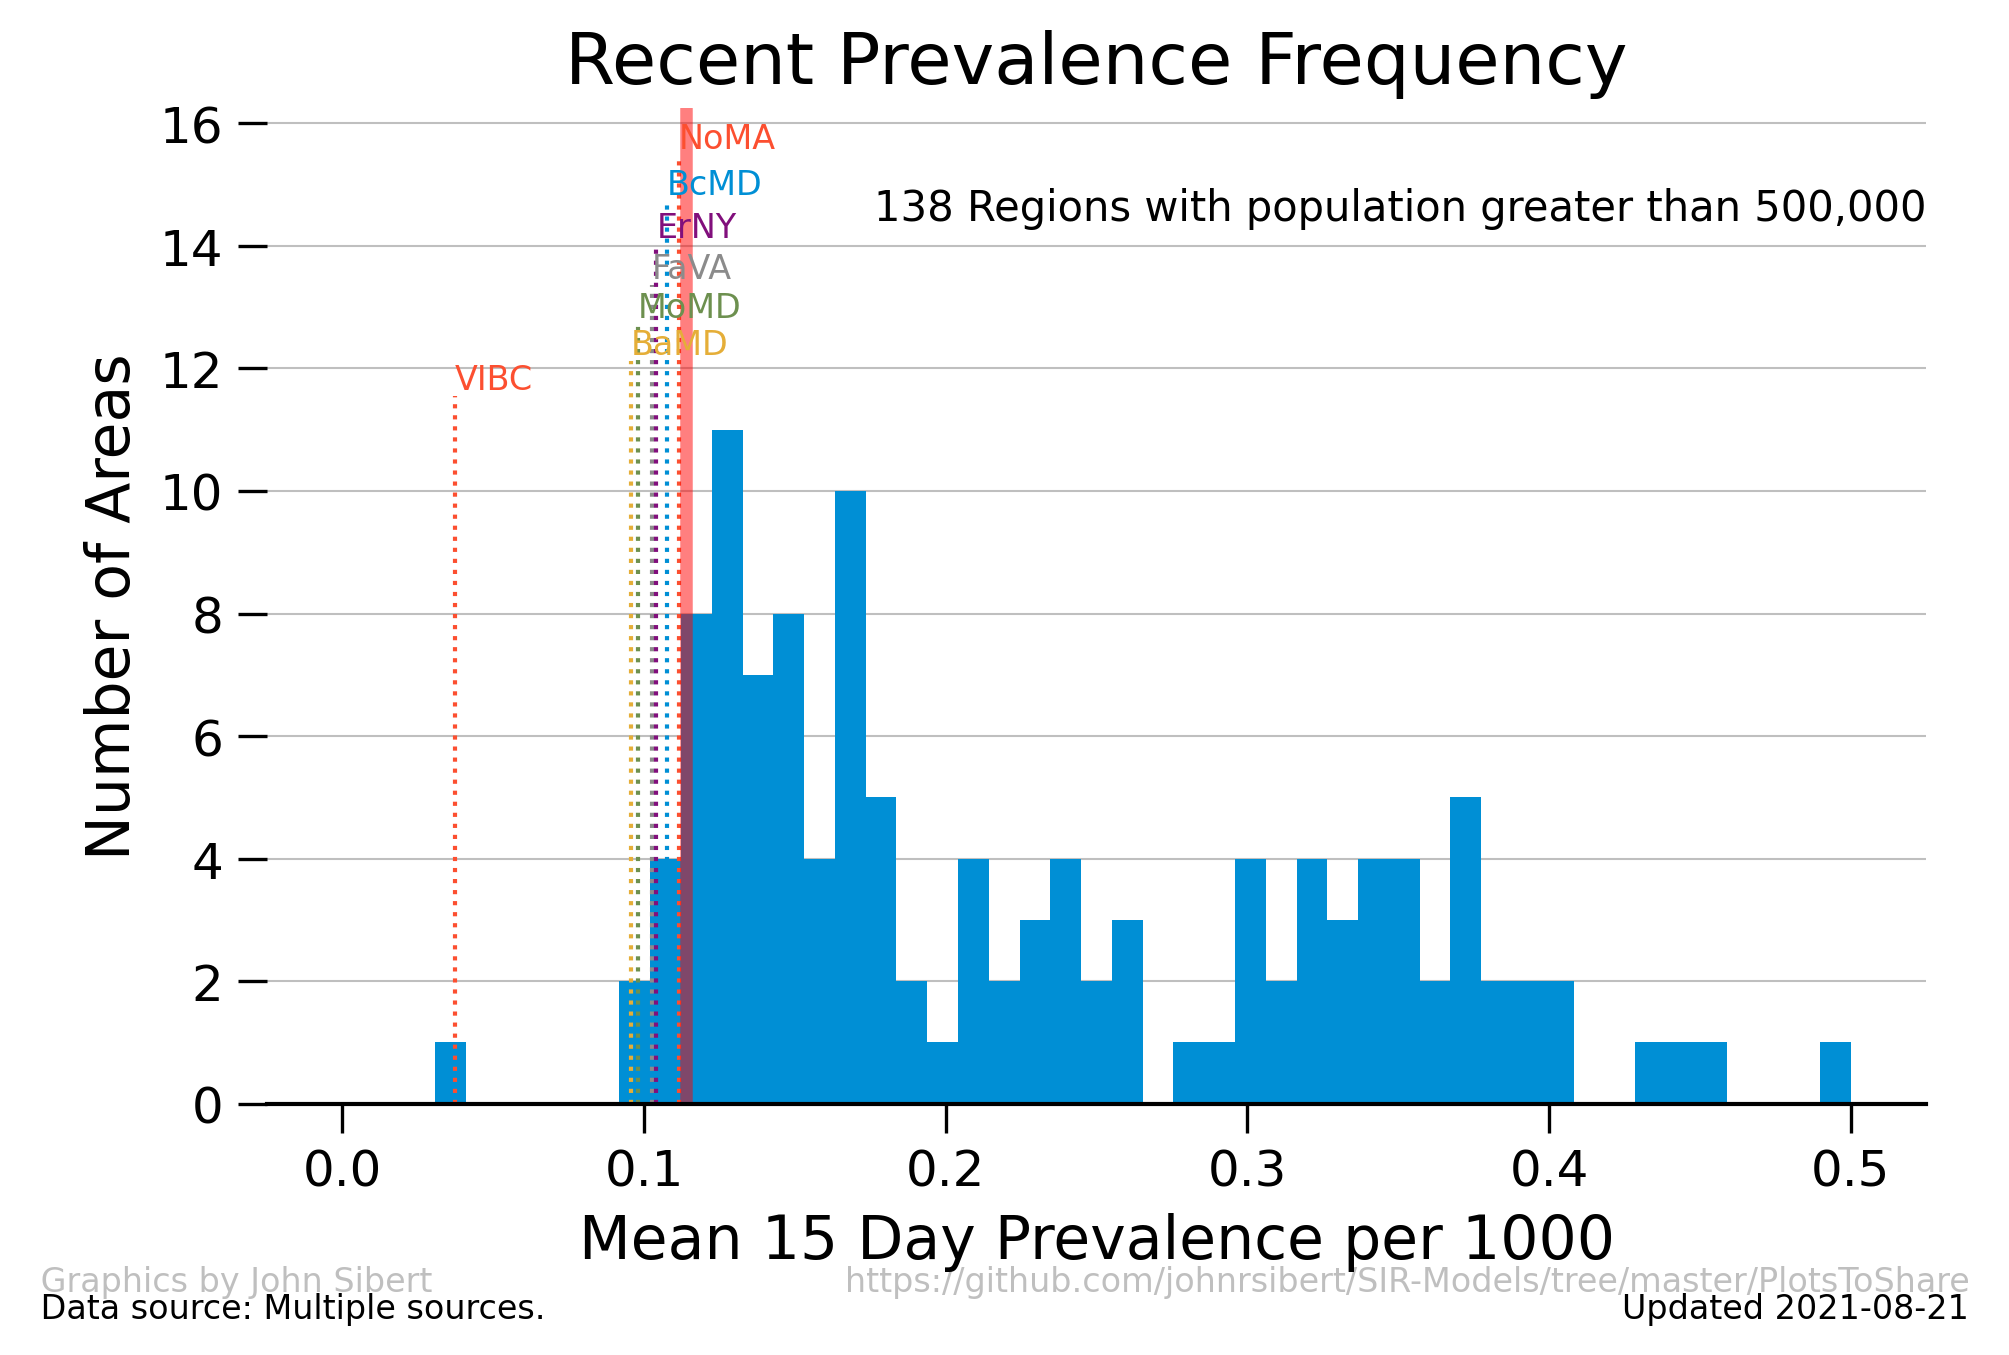 Recent Prevalence Frequency
16
NoMA
BcMD
138 Regions with population greater than 500,000
ErNY
14
FaVA
MoMD
BaMD
12
VIBC
10
Number of Areas
8
6
4
2
0
0.0 0.1 0.2 0.3 0.4 0.5
Mean 15 Day Prevalence per 1000
Graphics by John Sibert
https://github.com/johnrsibert/SIR-Models/tree/master/PlotsToShare
Data source: Multiple sources.
Updated 2021-08-21